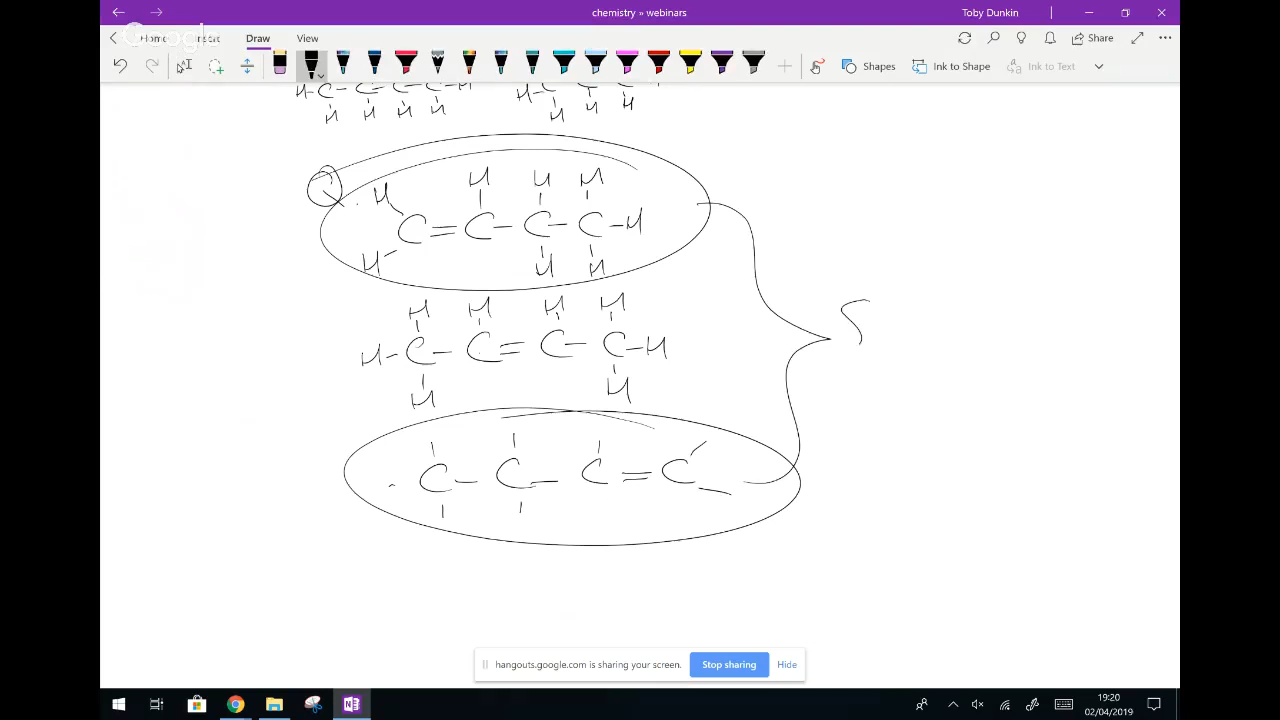 chemistry » webinars
Toby Dunkin
Google
Home Insert Draw View
Share
Shapes Ink to Shape Ink to Text
H C C C C H H C C C
H H H H H H H
Q. H H H H
C = C - C - C - H
H H H
H H H H
H - C - C = C - C - H
H H
C - C - C = C
S
hangouts.google.com is sharing your screen. Stop sharing Hide
19:20
02/04/2019